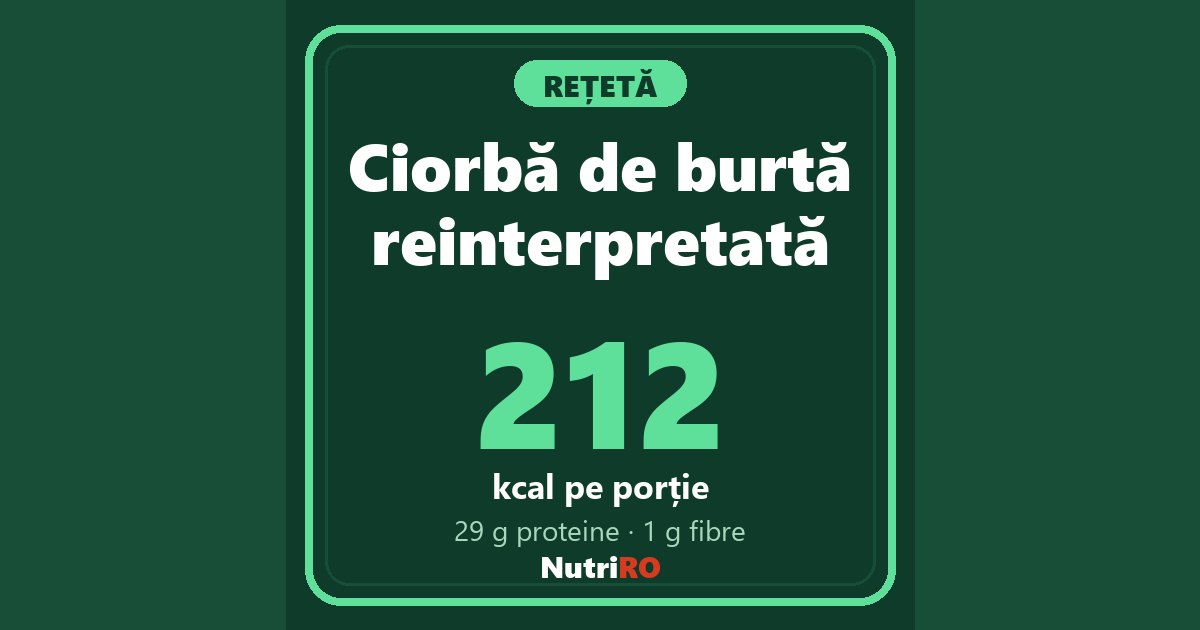 REȚETĂ
Ciorbă de burtă
reinterpretată
212
kcal pe porție
29 g proteine · 1 g fibre
NutriRO